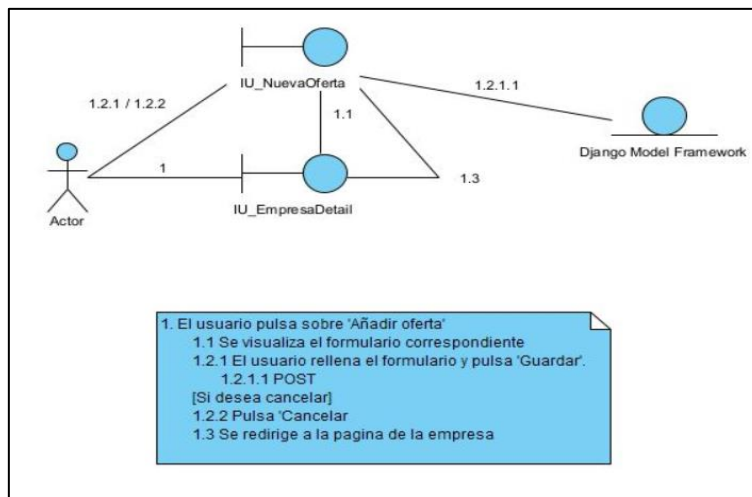 IU_NuevaOferta
1.2.1 / 1.2.2
1.2.1.1
1.1
Django Model Framework
1
1.3
Actor
IU_EmpresaDetail
1. El usuario pulsa sobre 'Añadir oferta'
1.1 Se visualiza el formulario correspondiente
1.2.1 El usuario rellena el formulario y pulsa 'Guardar'.
1.2.1.1 POST
[Si desea cancelar]
1.2.2 Pulsa 'Cancelar
1.3 Se redirige a la pagina de la empresa